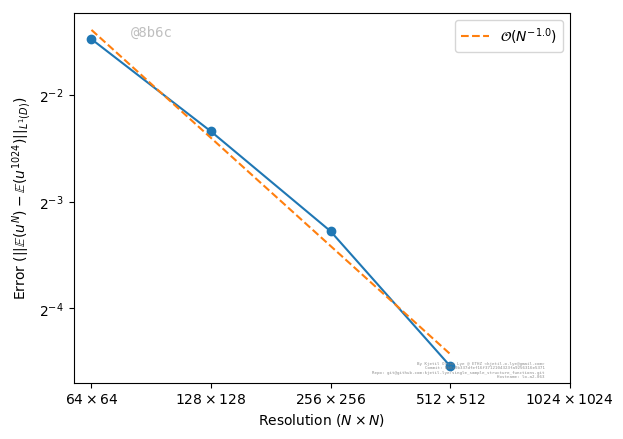 @8b6c
𝒪(N^{-1.0})
2^{-2}
2^{-3}
2^{-4}
Error (||𝔼(u^N) − 𝔼(u^{1024})||_{L^1(D)})
64 × 64
128 × 128
256 × 256
512 × 512
1024 × 1024
Resolution (N × N)